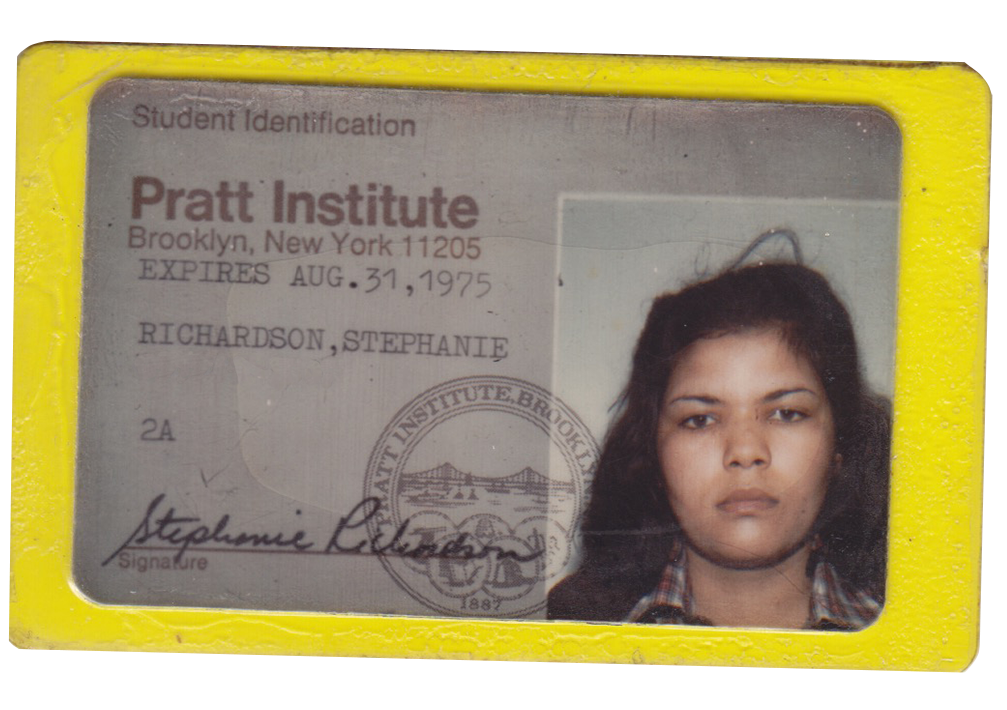 Student Identification
Pratt Institute
Brooklyn, New York 11205
EXPIRES AUG.31,1975
RICHARDSON,STEPHANIE
2A
Stephanie Richardson
Signature
PRATT INSTITUTE, BROOKLY
1887